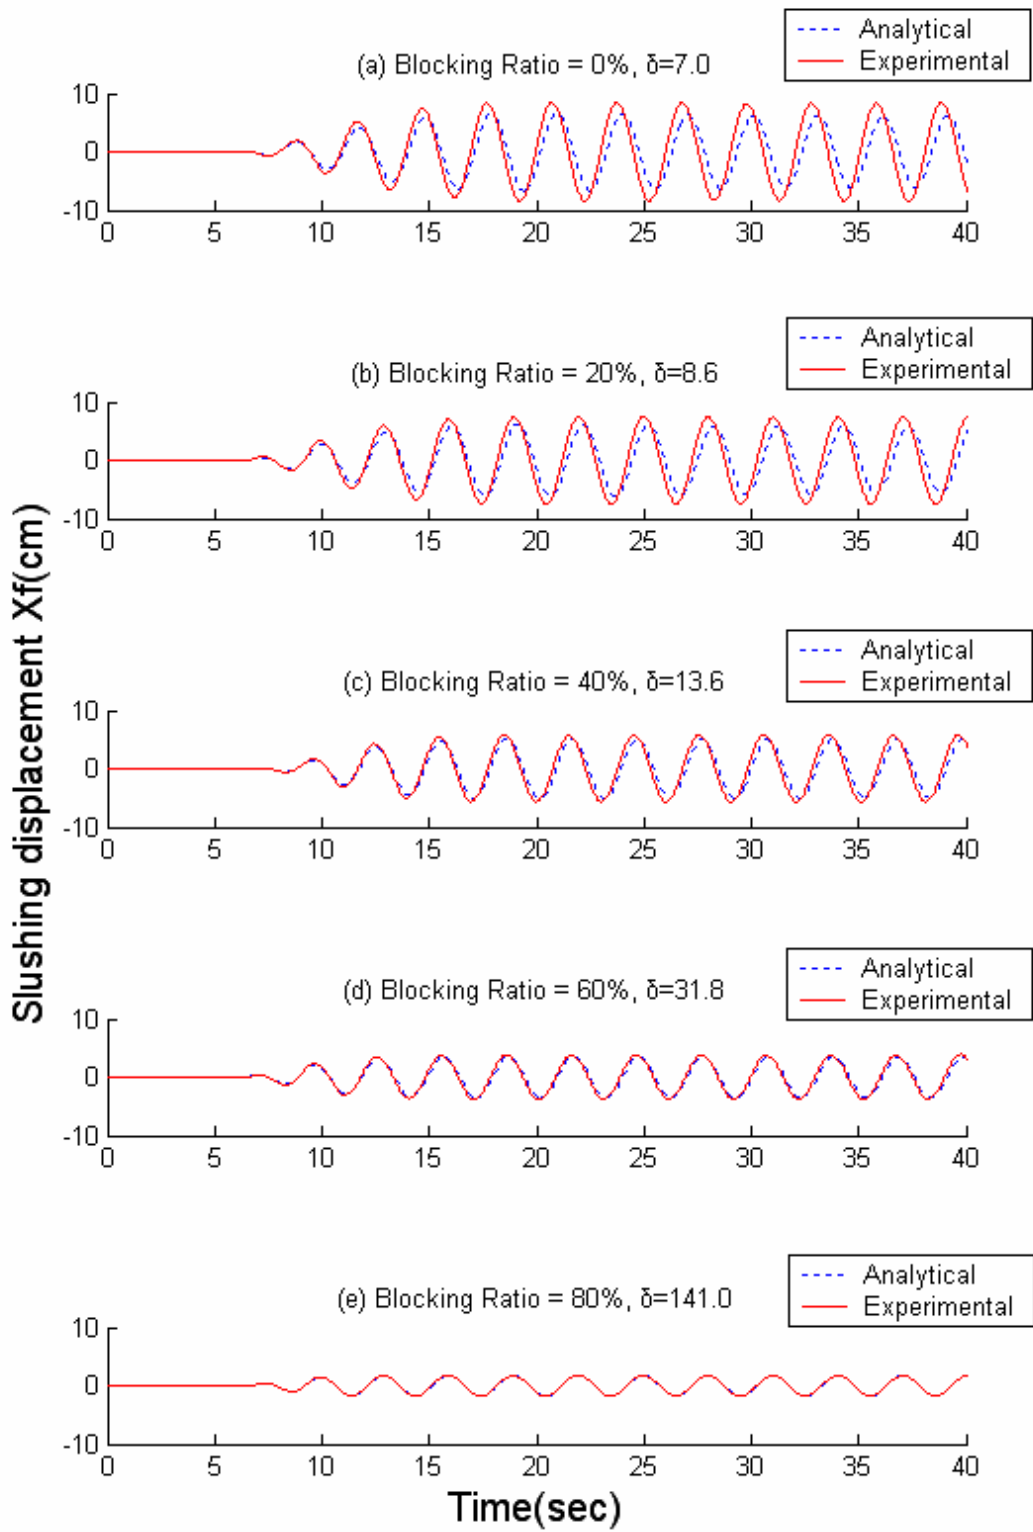 Analytical
Experimental
(a) Blocking Ratio = 0%, δ=7.0
10
0
-10
0 5 10 15 20 25 30 35 40
Analytical
Experimental
(b) Blocking Ratio = 20%, δ=8.6
10
0
-10
0 5 10 15 20 25 30 35 40
Analytical
Experimental
(c) Blocking Ratio = 40%, δ=13.6
10
0
-10
0 5 10 15 20 25 30 35 40
Analytical
Experimental
(d) Blocking Ratio = 60%, δ=31.8
10
0
-10
0 5 10 15 20 25 30 35 40
Analytical
Experimental
(e) Blocking Ratio = 80%, δ=141.0
10
0
-10
0 5 10 15 20 25 30 35 40
Slushing displacement Xf(cm)
Time(sec)